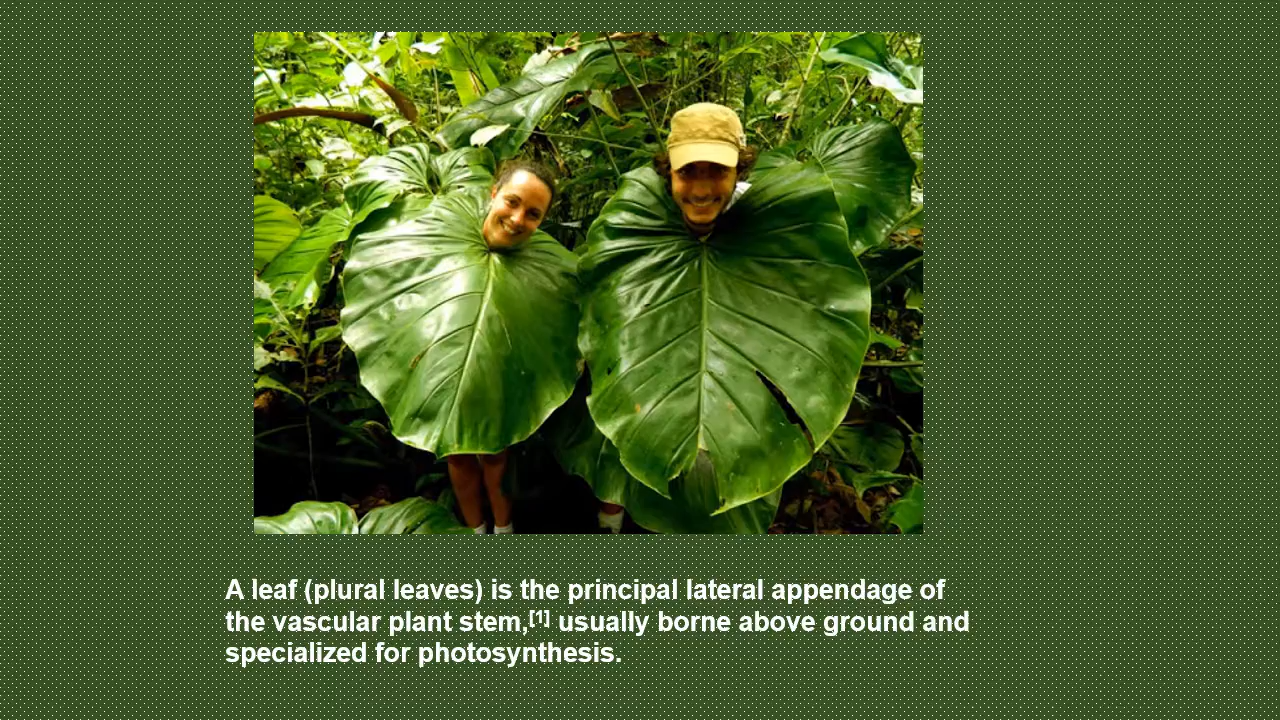 A leaf (plural leaves) is the principal lateral appendage of
the vascular plant stem,[1] usually borne above ground and
specialized for photosynthesis.